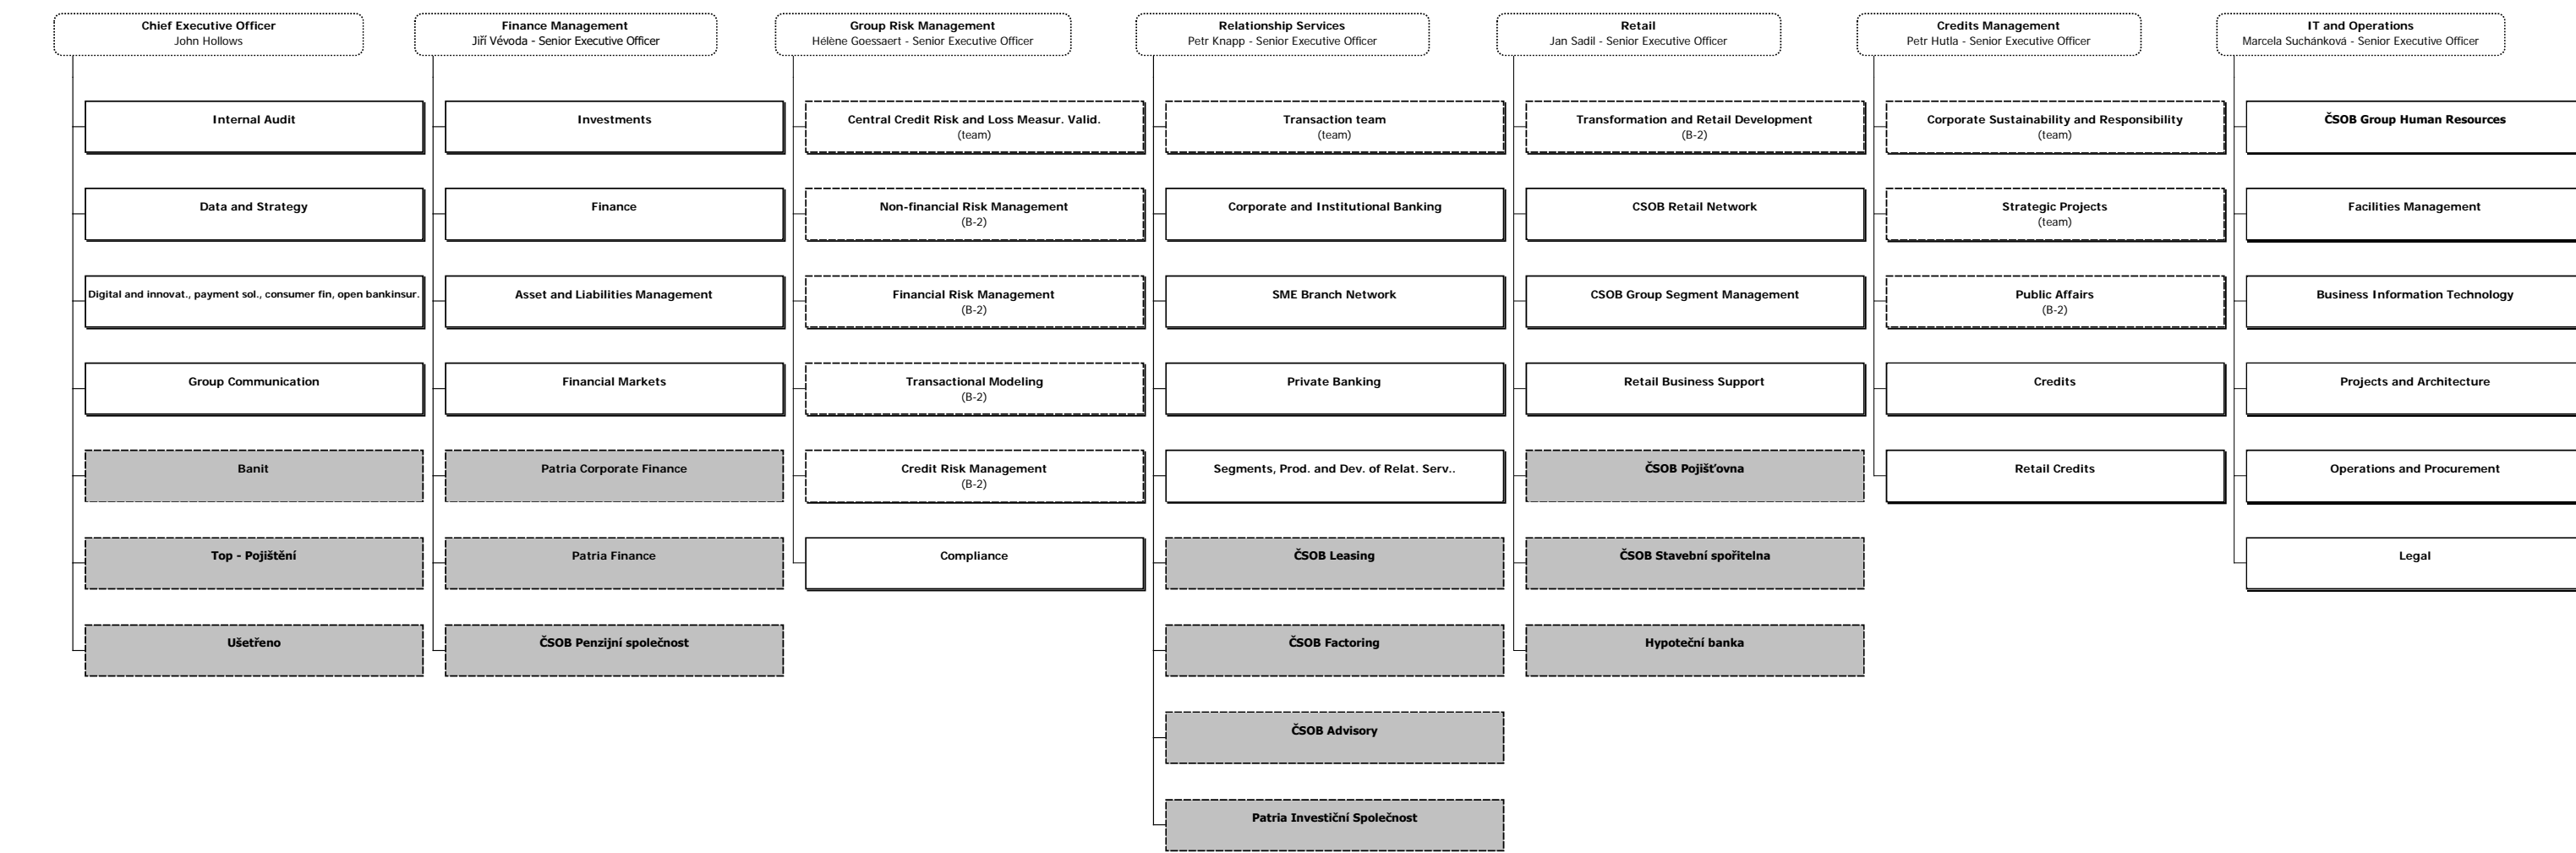 Chief Executive Officer
John Hollows
Internal Audit
Data and Strategy
Digital and innovat., payment sol., consumer fin, open bankinsur.
Group Communication
Banit
Top - Pojištění
Ušetřeno
Finance Management
Jiří Vévoda - Senior Executive Officer
Investments
Finance
Asset and Liabilities Management
Financial Markets
Patria Corporate Finance
Patria Finance
ČSOB Penzijní společnost
Group Risk Management
Hélène Goessaert - Senior Executive Officer
Central Credit Risk and Loss Measur. Valid.
(team)
Non-financial Risk Management
(B-2)
Financial Risk Management
(B-2)
Transactional Modeling
(B-2)
Credit Risk Management
(B-2)
Compliance
Relationship Services
Petr Knapp - Senior Executive Officer
Transaction team
(team)
Corporate and Institutional Banking
SME Branch Network
Private Banking
Segments, Prod. and Dev. of Relat. Serv..
ČSOB Leasing
ČSOB Factoring
ČSOB Advisory
Patria Investiční Společnost
Retail
Jan Sadil - Senior Executive Officer
Transformation and Retail Development
(B-2)
CSOB Retail Network
CSOB Group Segment Management
Retail Business Support
ČSOB Pojišťovna
ČSOB Stavební spořitelna
Hypoteční banka
Credits Management
Petr Hutla - Senior Executive Officer
Corporate Sustainability and Responsibility
(team)
Strategic Projects
(team)
Public Affairs
(B-2)
Credits
Retail Credits
IT and Operations
Marcela Suchánková - Senior Executive Officer
ČSOB Group Human Resources
Facilities Management
Business Information Technology
Projects and Architecture
Operations and Procurement
Legal